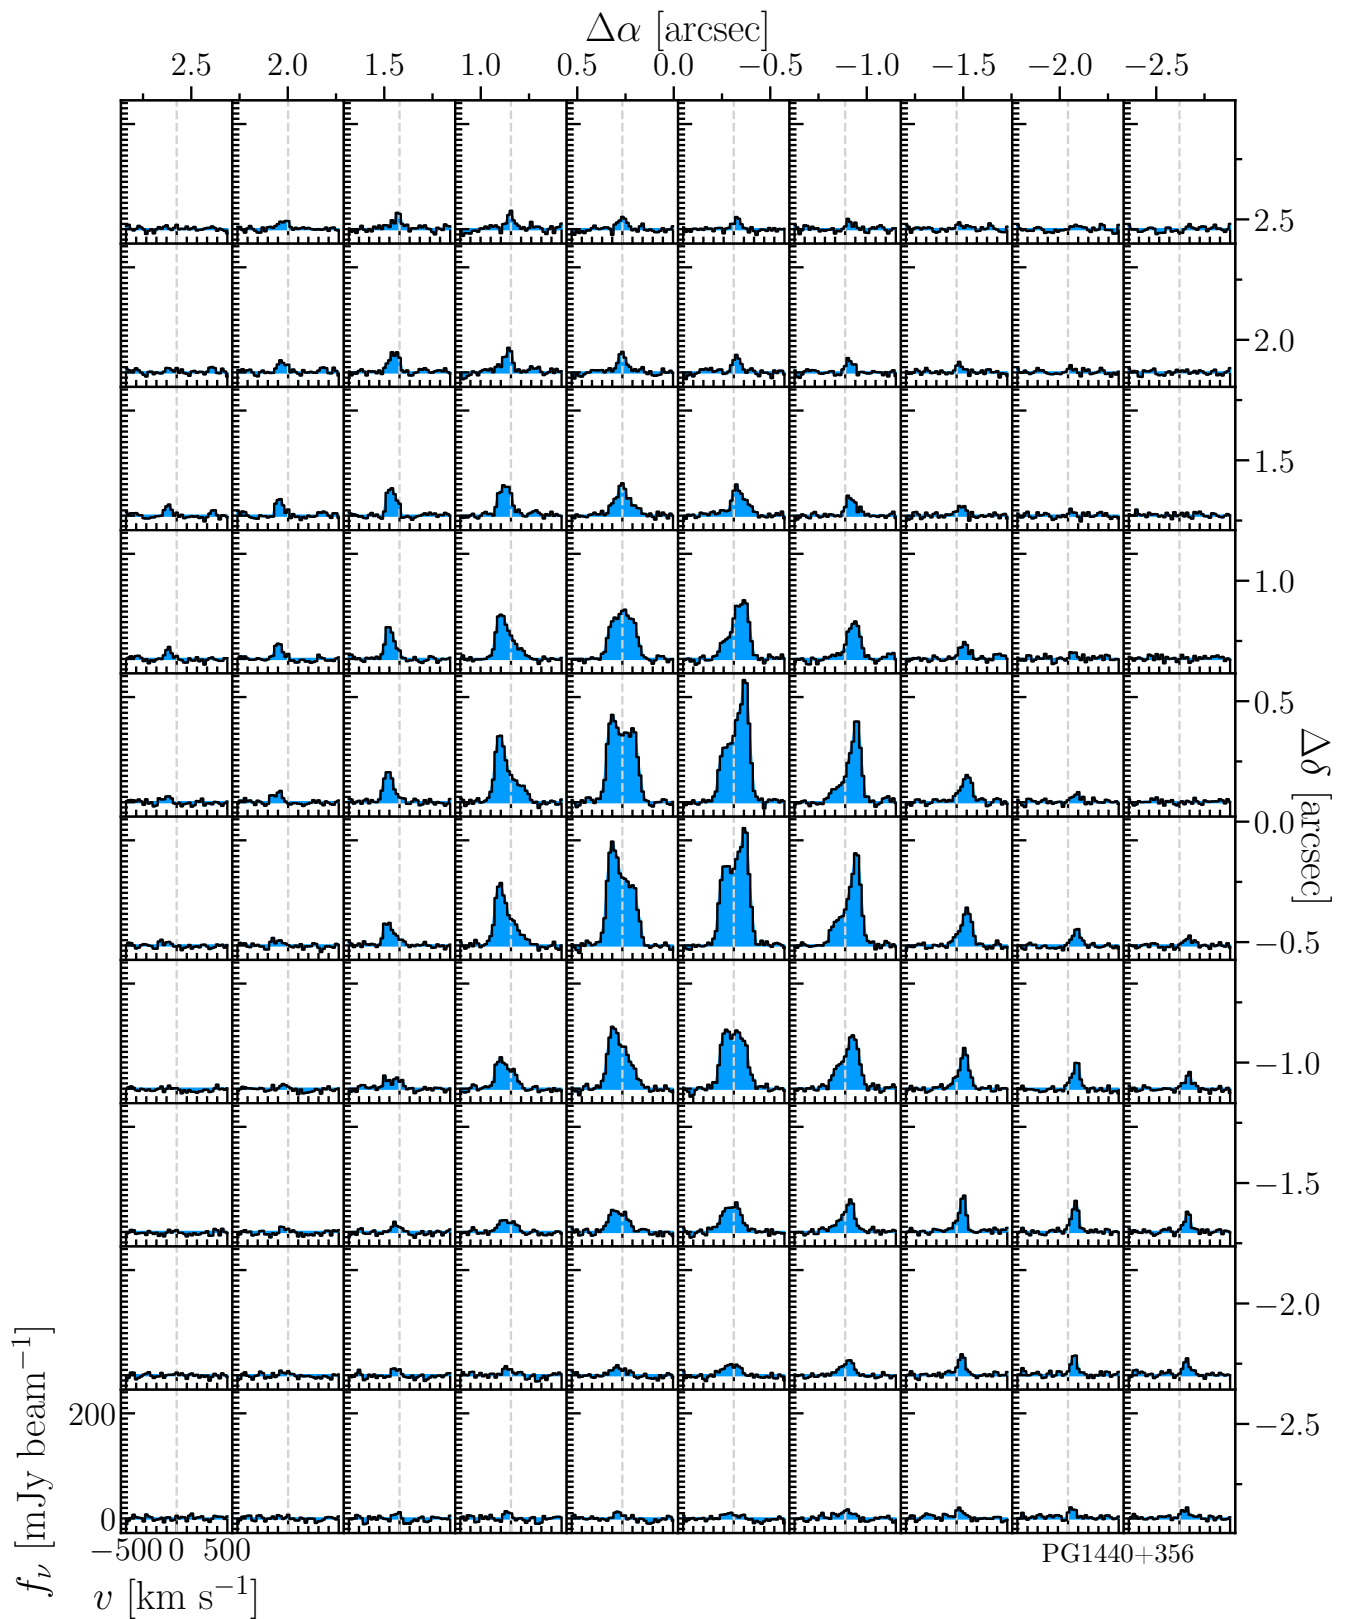 Δα [arcsec]
2.5 2.0 1.5 1.0 0.5 0.0 −0.5 −1.0 −1.5 −2.0 −2.5
2.5
2.0
1.5
1.0
0.5
0.0
−0.5
−1.0
−1.5
−2.0
−2.5
Δδ [arcsec]
f_ν [mJy beam⁻¹]
200
0
−500 0 500
v [km s⁻¹]
PG1440+356